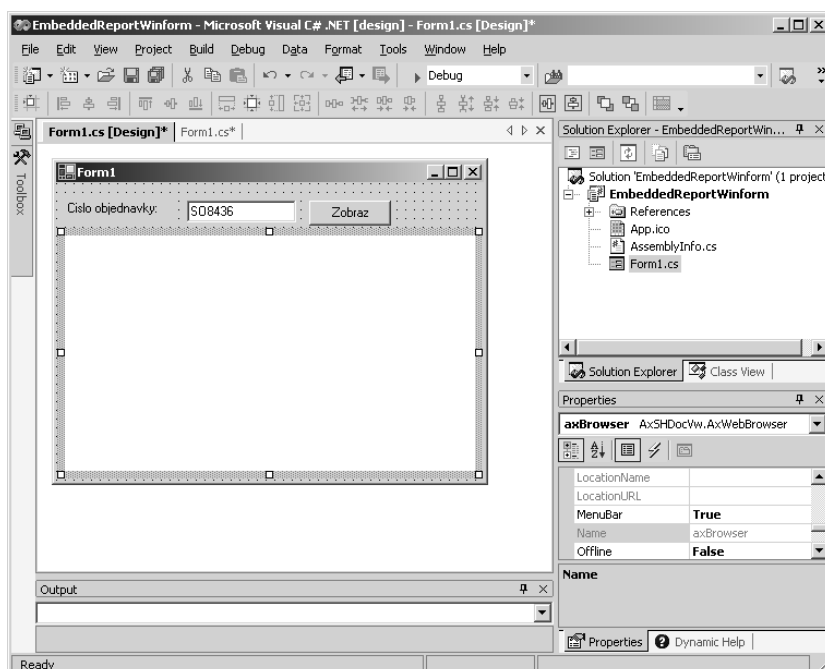 EmbeddedReportWinform - Microsoft Visual C# .NET [design] - Form1.cs [Design]*
File Edit View Project Build Debug Data Format Tools Window Help
Debug
Form1.cs [Design]* Form1.cs*
Toolbox
Form1
Cislo objednavky: SO8436 Zobraz
Solution Explorer - EmbeddedReportWin...
Solution 'EmbeddedReportWinform' (1 project
EmbeddedReportWinform
References
App.ico
AssemblyInfo.cs
Form1.cs
Solution Explorer Class View
Properties
axBrowser AxSHDocVw.AxWebBrowser
LocationName
LocationURL
MenuBar True
Name axBrowser
Offline False
Name
Properties Dynamic Help
Output
Ready